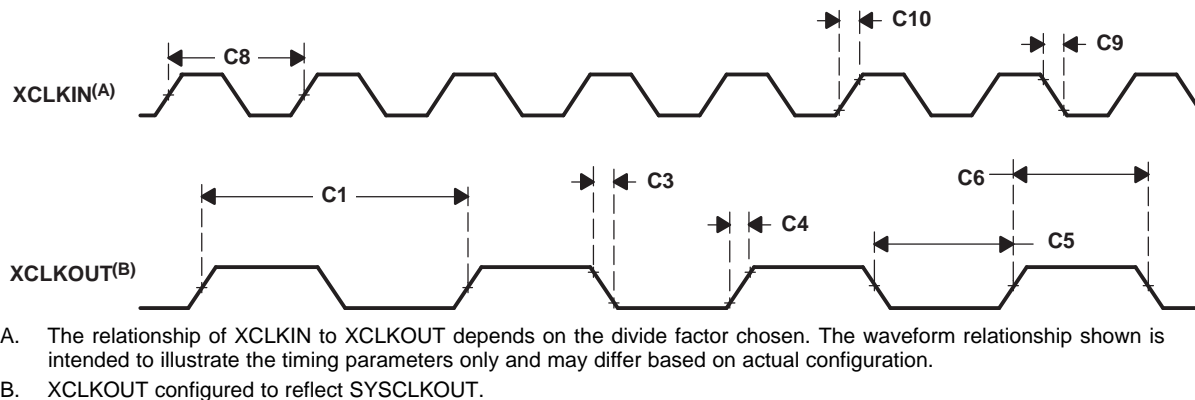 C10
C8
C9
XCLKIN(A)
C3
C6
C1
C4
C5
XCLKOUT(B)
A. The relationship of XCLKIN to XCLKOUT depends on the divide factor chosen. The waveform relationship shown is
intended to illustrate the timing parameters only and may differ based on actual configuration.
B. XCLKOUT configured to reflect SYSCLKOUT.